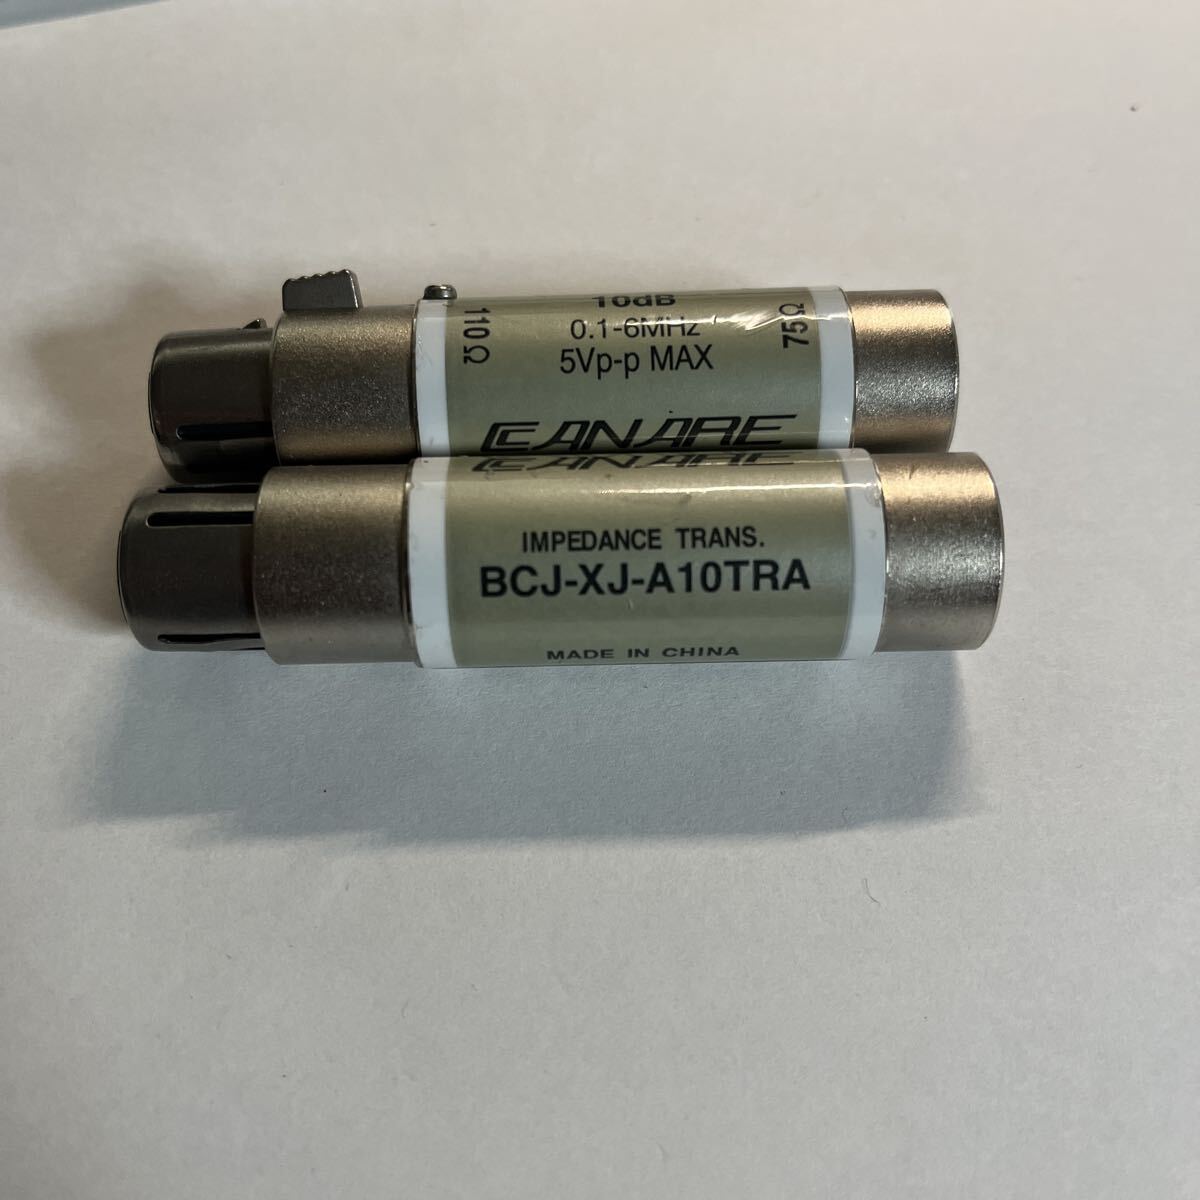 10dB
0.1-6MHz
5Vp-p MAX
110Ω
75Ω
CANARE
CANARE
IMPEDANCE TRANS.
BCJ-XJ-A10TRA
MADE IN CHINA